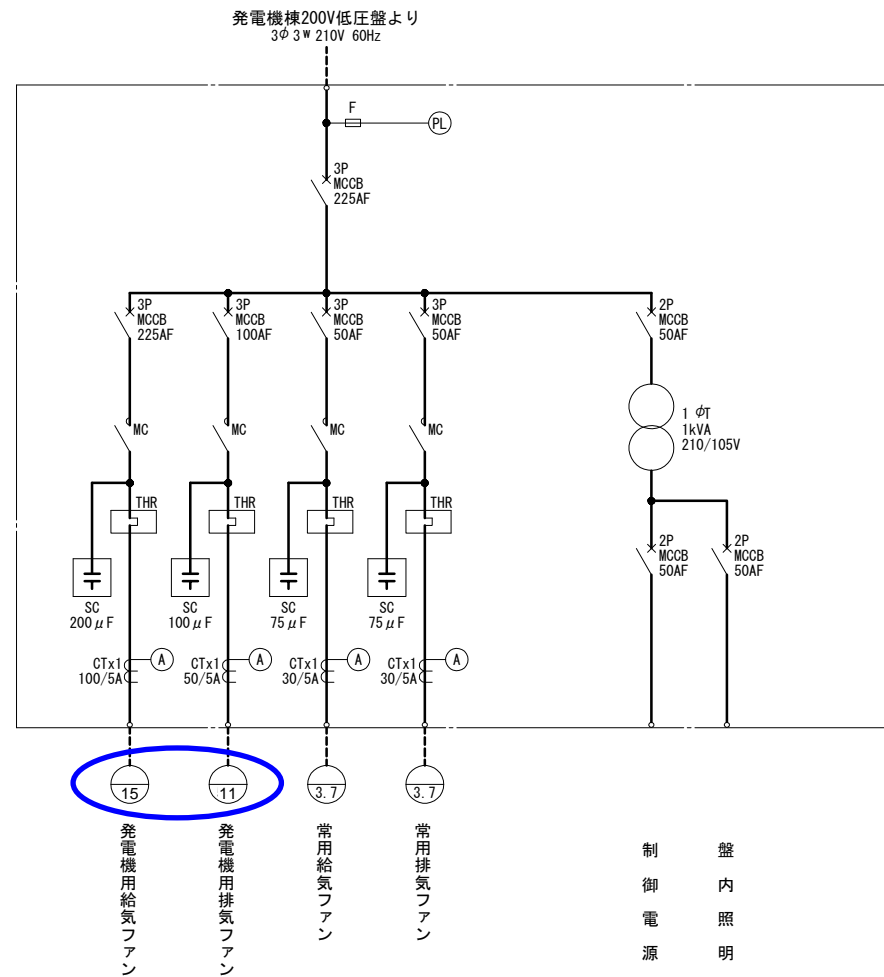 発電機棟200V低圧盤より
3φ3W 210V 60Hz
F
PL
3P
MCCB
225AF
3P
MCCB
225AF
3P
MCCB
100AF
3P
MCCB
50AF
3P
MCCB
50AF
2P
MCCB
50AF
MC
MC
MC
MC
1φT
1kVA
210/105V
THR
THR
THR
THR
2P
MCCB
50AF
2P
MCCB
50AF
SC
200μF
SC
100μF
SC
75μF
SC
75μF
CTx1
100/5A
A
CTx1
50/5A
A
CTx1
30/5A
A
CTx1
30/5A
A
15
11
3.7
3.7
発電機用給気ファン
発電機用排気ファン
常用給気ファン
常用排気ファン
制御電源
盤内照明